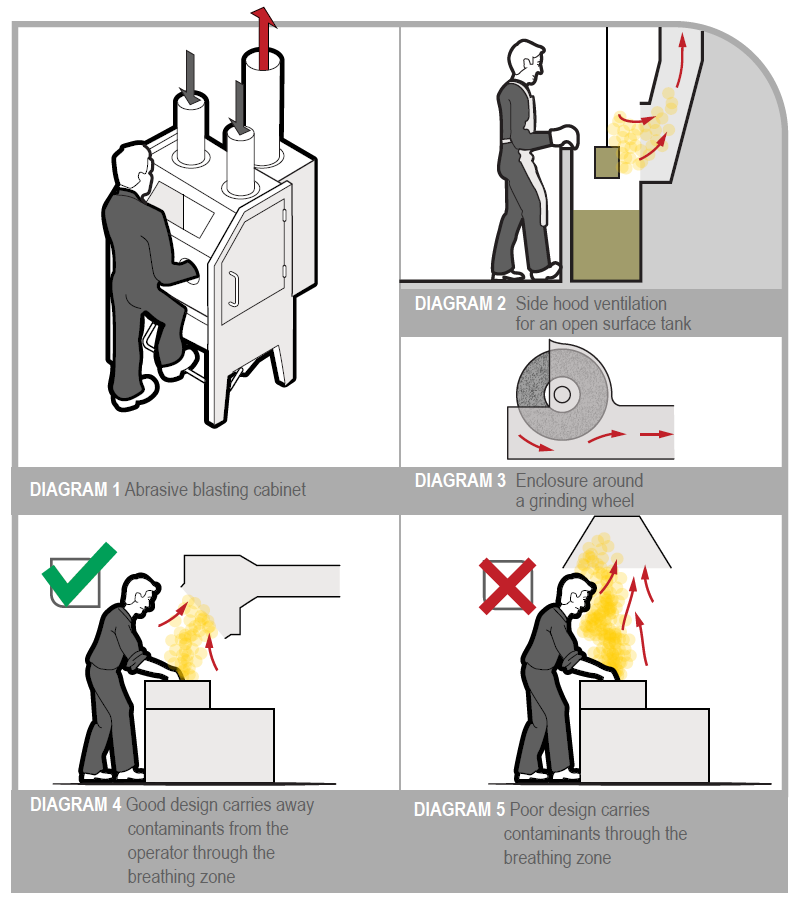 DIAGRAM 1 Abrasive blasting cabinet
DIAGRAM 2 Side hood ventilation
for an open surface tank
DIAGRAM 3 Enclosure around
a grinding wheel
DIAGRAM 4 Good design carries away
contaminants from the
operator through the
breathing zone
DIAGRAM 5 Poor design carries
contaminants through the
breathing zone